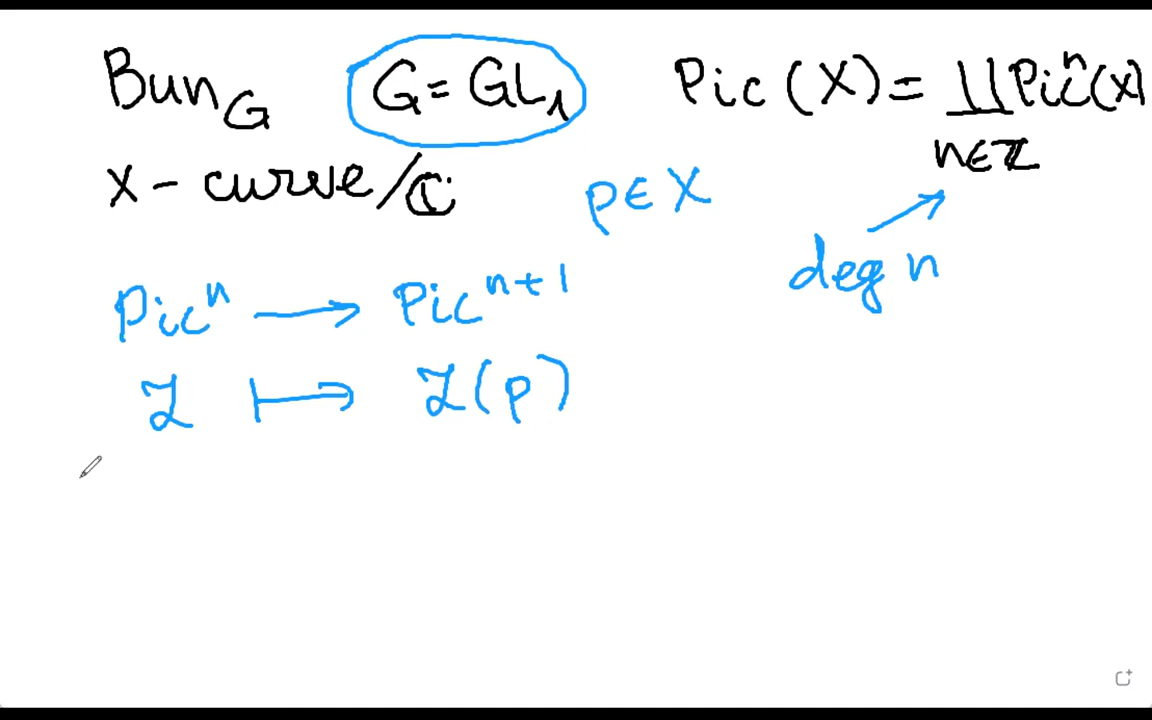 Bun_G G = GL_1 Pic(X) = ∐ Pic^n(X)
n∈ℤ
X - curve/ℂ p ∈ X
deg n
Pic^n ⟶ Pic^{n+1}
ℒ ⟼ ℒ(p)